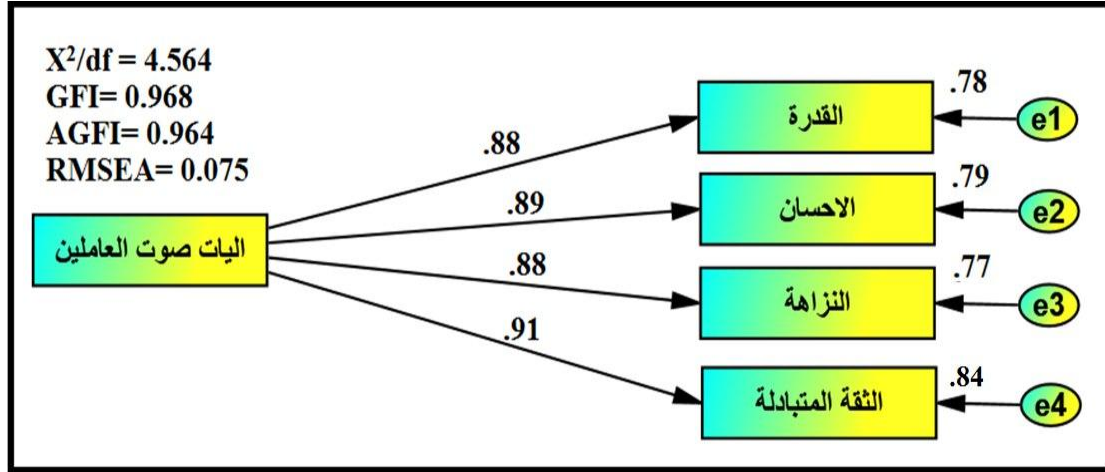 X²/df = 4.564
GFI= 0.968
AGFI= 0.964
RMSEA= 0.075
اليات صوت العاملين
.88
.89
.88
.91
القدرة
.78
e1
الاحسان
.79
e2
النزاهة
.77
e3
الثقة المتبادلة
.84
e4